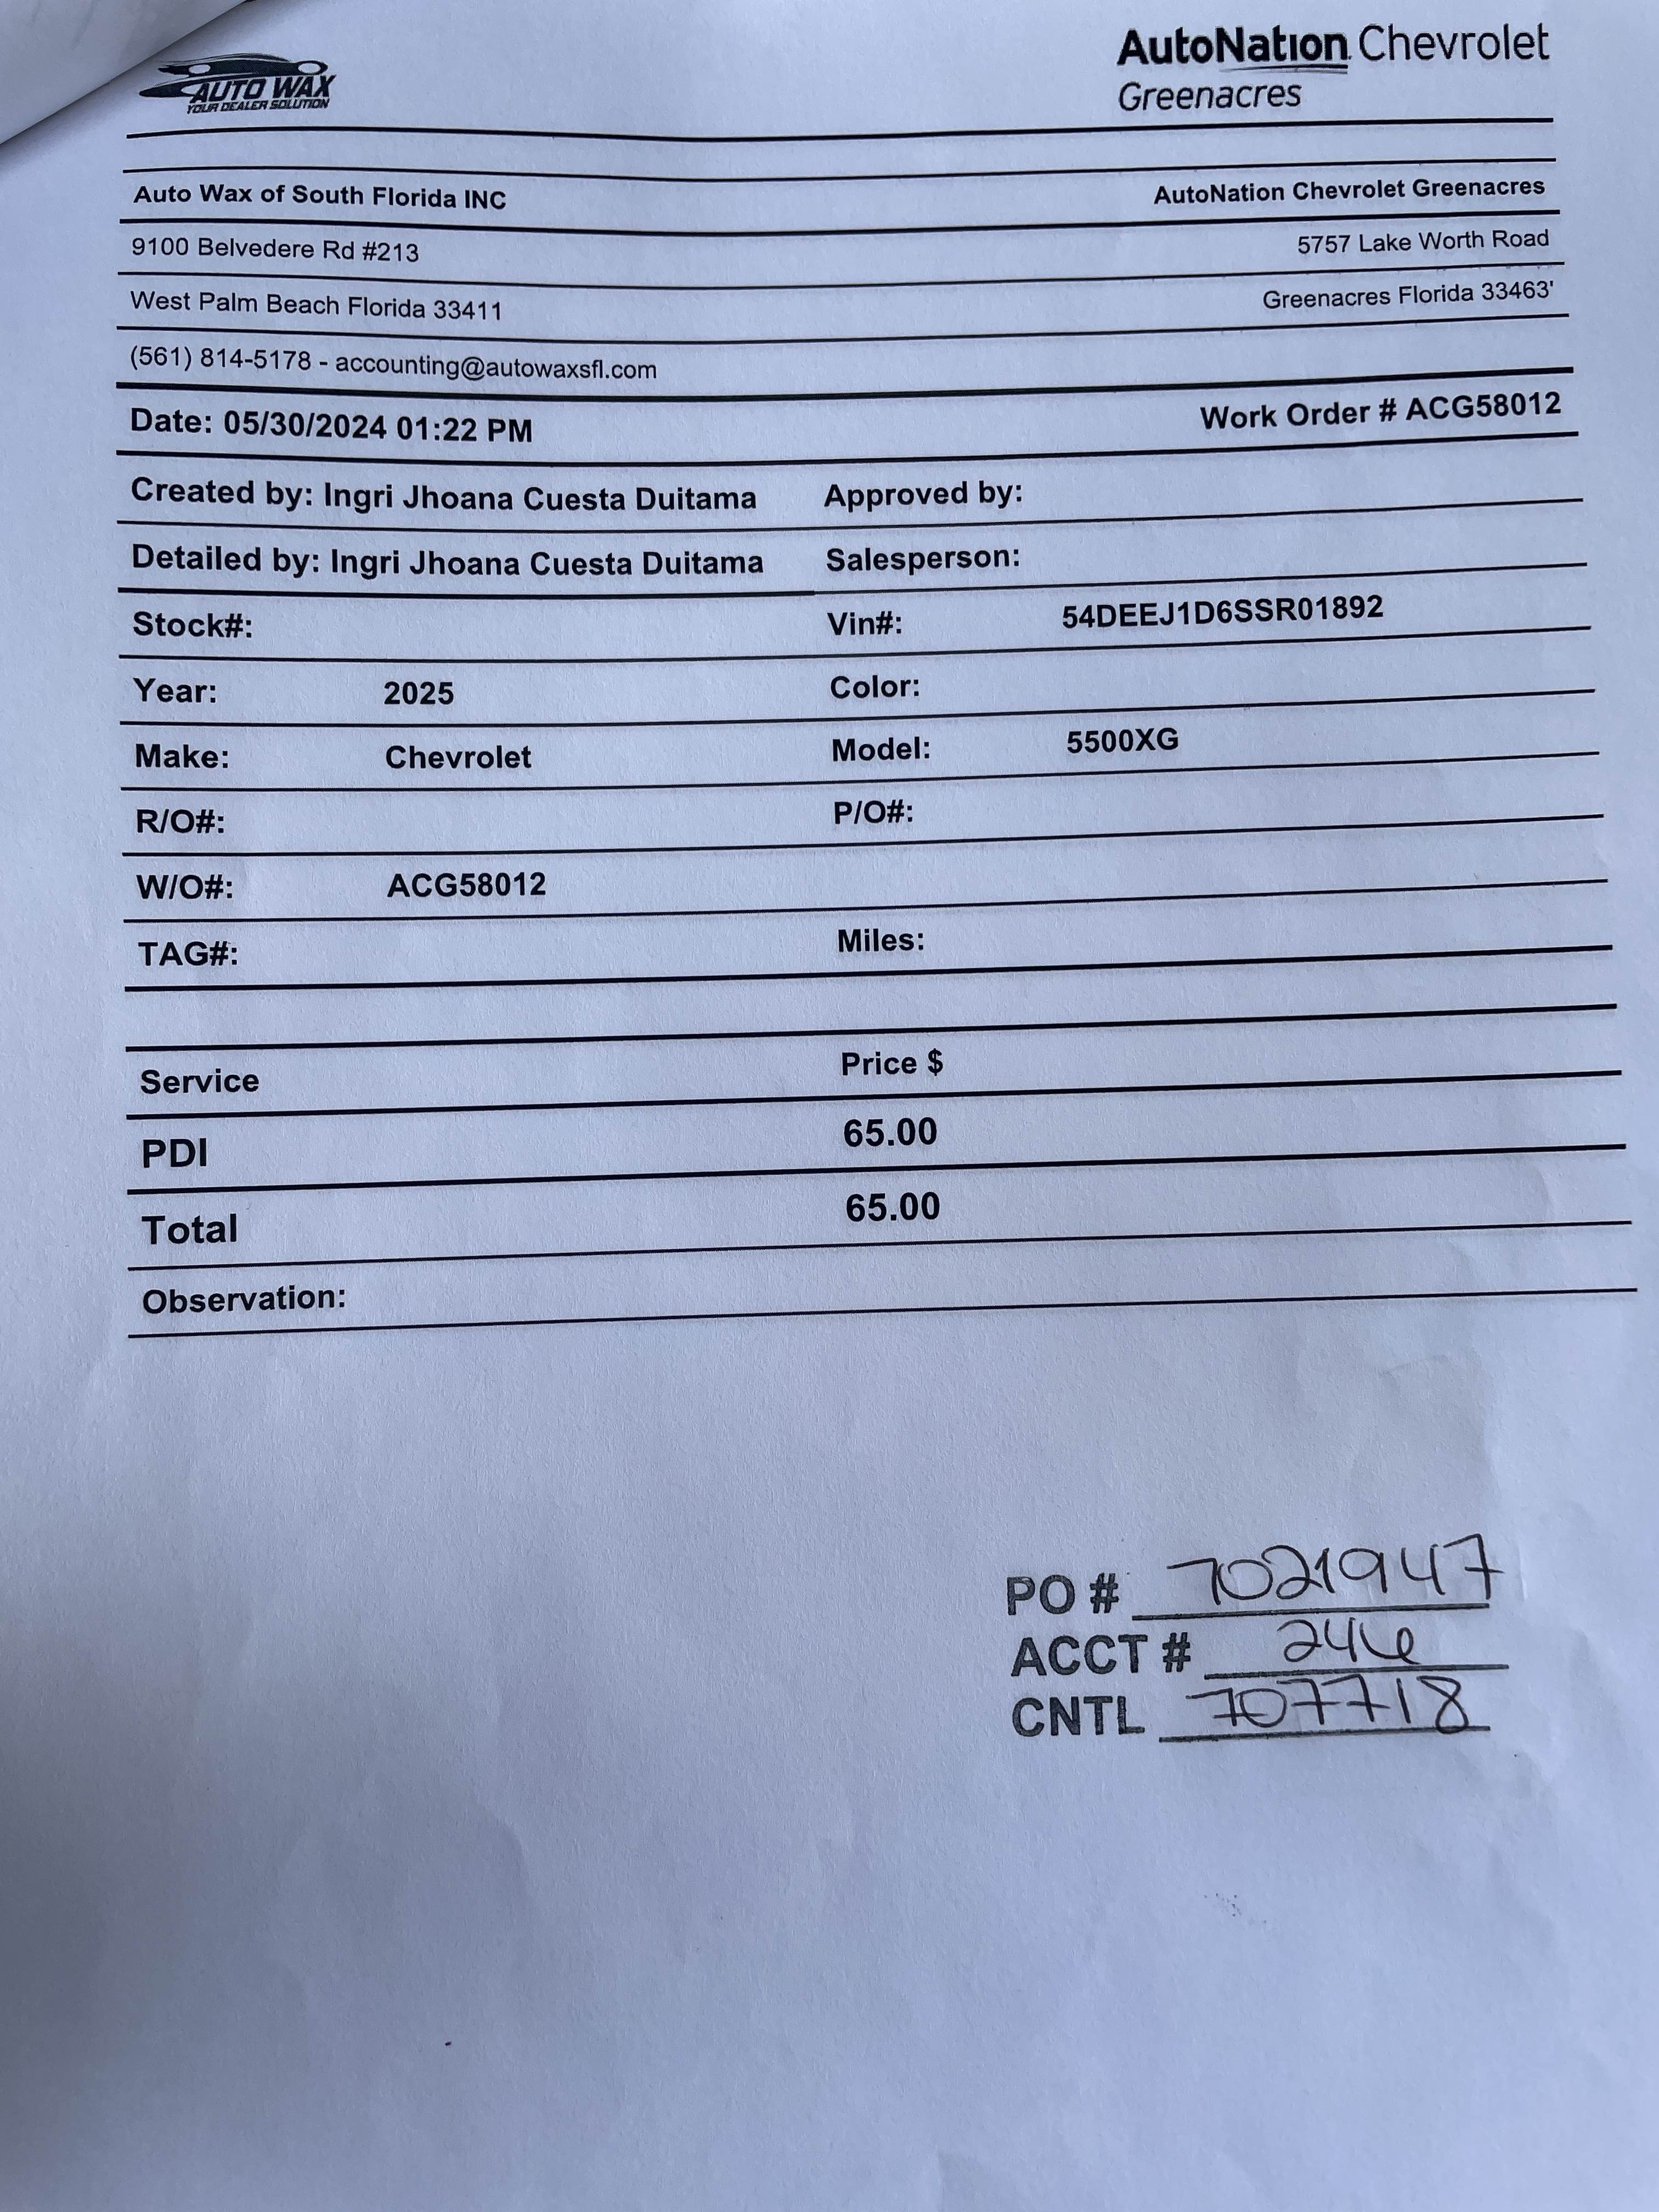 AUTO WAX
YOUR DEALER SOLUTION
AutoNation Chevrolet
Greenacres
Auto Wax of South Florida INC
AutoNation Chevrolet Greenacres
9100 Belvedere Rd #213
5757 Lake Worth Road
West Palm Beach Florida 33411
Greenacres Florida 33463'
(561) 814-5178 - accounting@autowaxsfl.com
Date: 05/30/2024 01:22 PM
Work Order # ACG58012
Created by: Ingri Jhoana Cuesta Duitama Approved by:
Detailed by: Ingri Jhoana Cuesta Duitama Salesperson:
Stock#: Vin#: 54DEEJ1D6SSR01892
Year: 2025 Color:
Make: Chevrolet Model: 5500XG
R/O#: P/O#:
W/O#: ACG58012
TAG#: Miles:
Service Price $
PDI 65.00
Total 65.00
Observation:
PO # 7021947
ACCT # 246
CNTL 707718